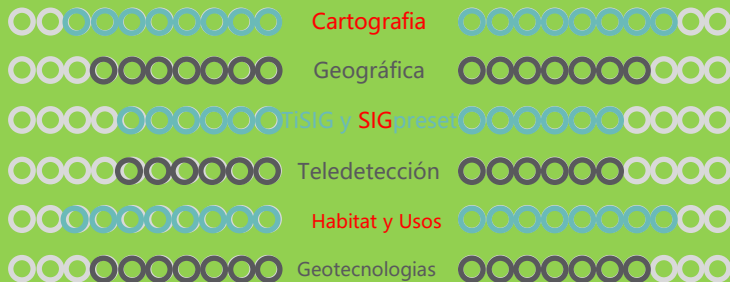 Cartografia
Geográfica
TiSIG y SIGpreset
Teledetección
Habitat y Usos
Geotecnologias